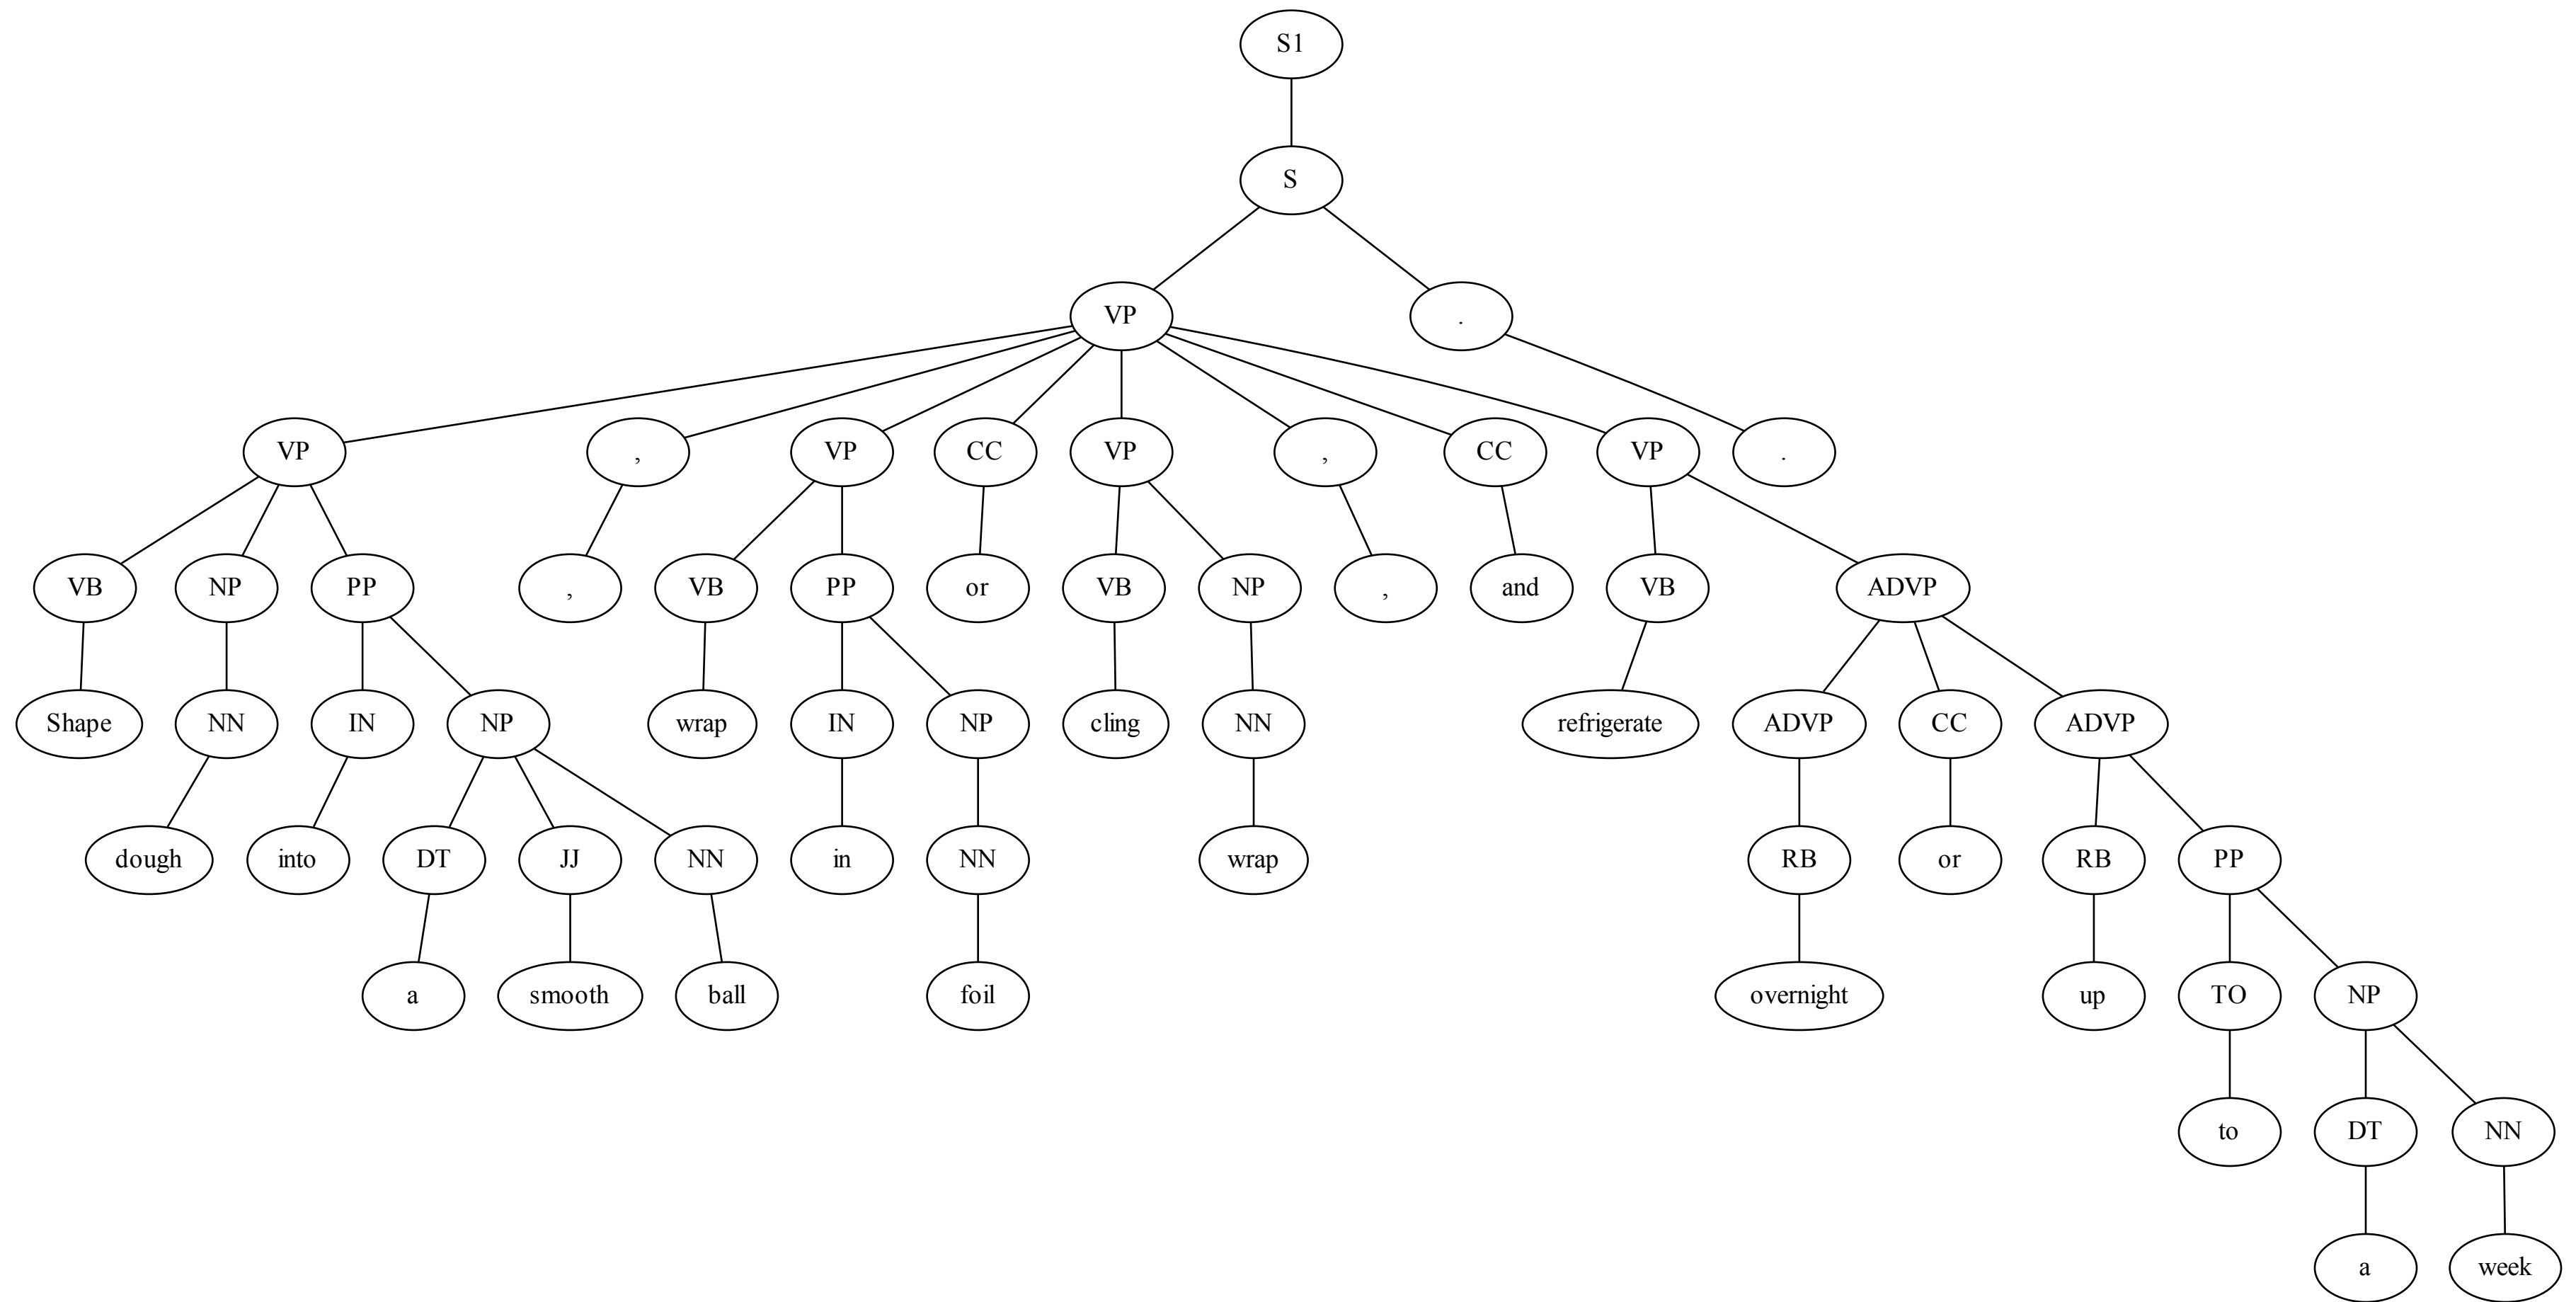 S1
S
VP .
VP , VP CC VP , CC VP .
VB NP PP , VB PP or VB NP , and VB ADVP
Shape NN IN NP wrap IN NP cling NN refrigerate ADVP CC ADVP
dough into DT JJ NN in NN wrap RB or RB PP
a smooth ball foil overnight up TO NP
to DT NN
a week